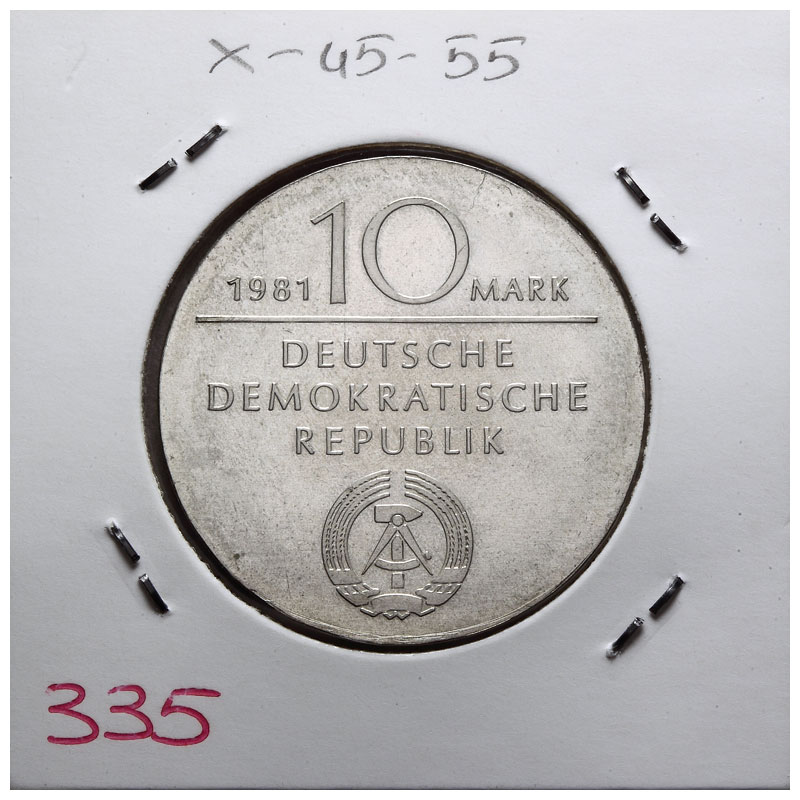 x-45-55
10
1981 MARK
DEUTSCHE
DEMOKRATISCHE
REPUBLIK
335